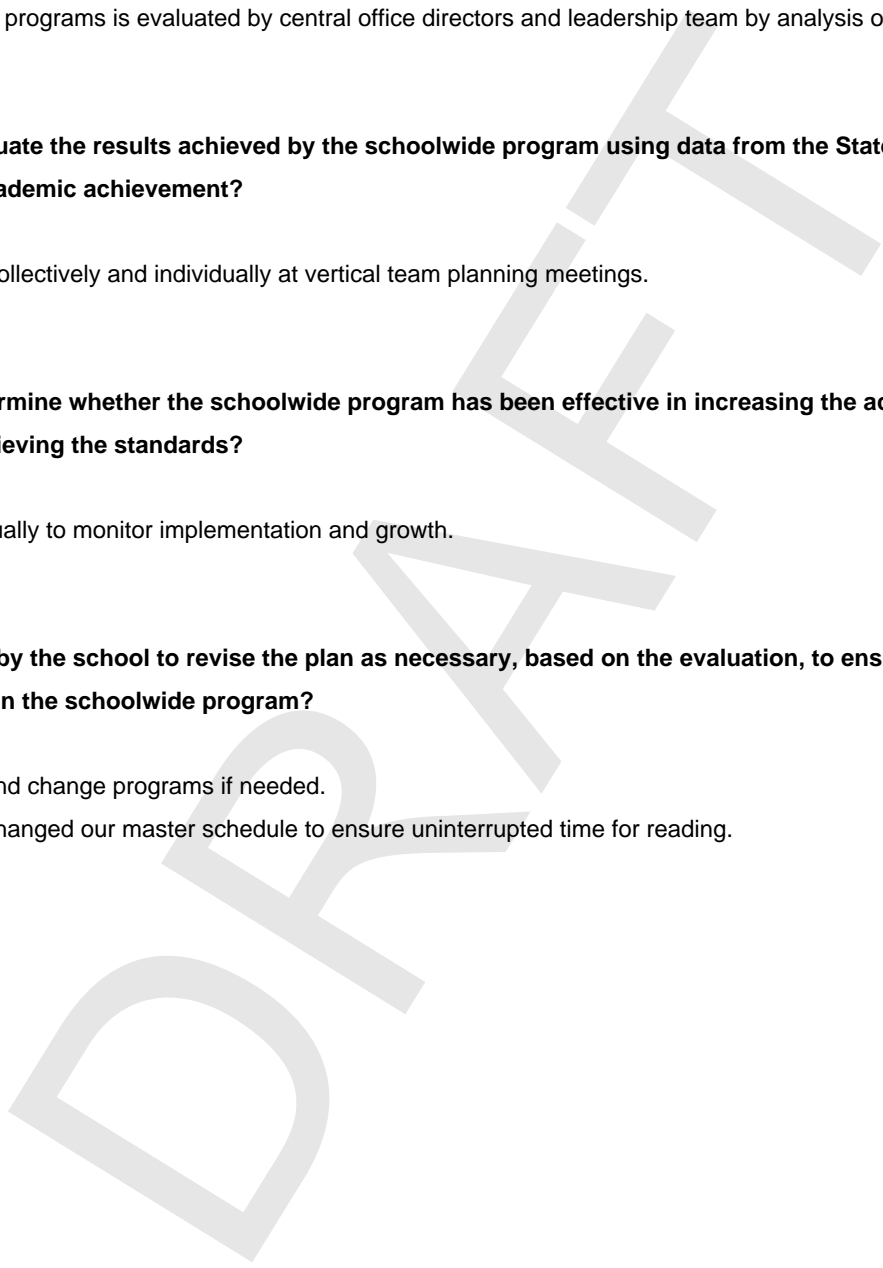 programs is evaluated by central office directors and leadership team by analysis o
uate the results achieved by the schoolwide program using data from the State
ademic achievement?
ollectively and individually at vertical team planning meetings.
rmine whether the schoolwide program has been effective in increasing the ac
ieving the standards?
ually to monitor implementation and growth.
by the school to revise the plan as necessary, based on the evaluation, to ens
n the schoolwide program?
nd change programs if needed.
hanged our master schedule to ensure uninterrupted time for reading.
DRAFT